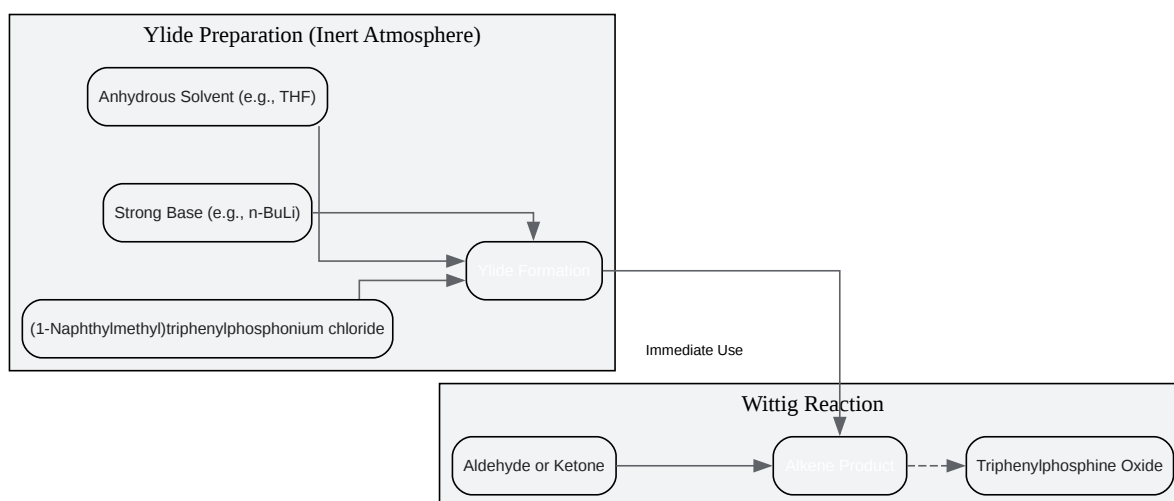 Ylide Preparation (Inert Atmosphere)
Anhydrous Solvent (e.g., THF)
Strong Base (e.g., n-BuLi)
Ylide Formation
(1-Naphthylmethyl)triphenylphosphonium chloride
Immediate Use
Wittig Reaction
Aldehyde or Ketone
Alkene Product
Triphenylphosphine Oxide